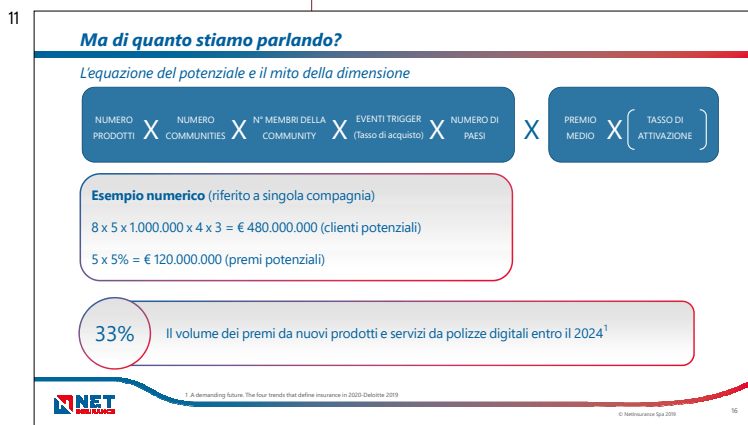 11
Ma di quanto stiamo parlando?
L'equazione del potenziale e il mito della dimensione
NUMERO PRODOTTI X NUMERO COMMUNITIES X N° MEMBRI DELLA COMMUNITY X EVENTI TRIGGER (Tasso di acquisto) X NUMERO DI PAESI X PREMIO MEDIO X TASSO DI ATTIVAZIONE
Esempio numerico (riferito a singola compagnia)
8 x 5 x 1.000.000 x 4 x 3 = € 480.000.000 (clienti potenziali)
5 x 5% = € 120.000.000 (premi potenziali)
33% Il volume dei premi da nuovi prodotti e servizi da polizze digitali entro il 2024¹
1. A demanding future. The four trends that define insurance in 2020-Deloitte 2019
NET
INSURANCE
© NetInsurance Spa 2019
16